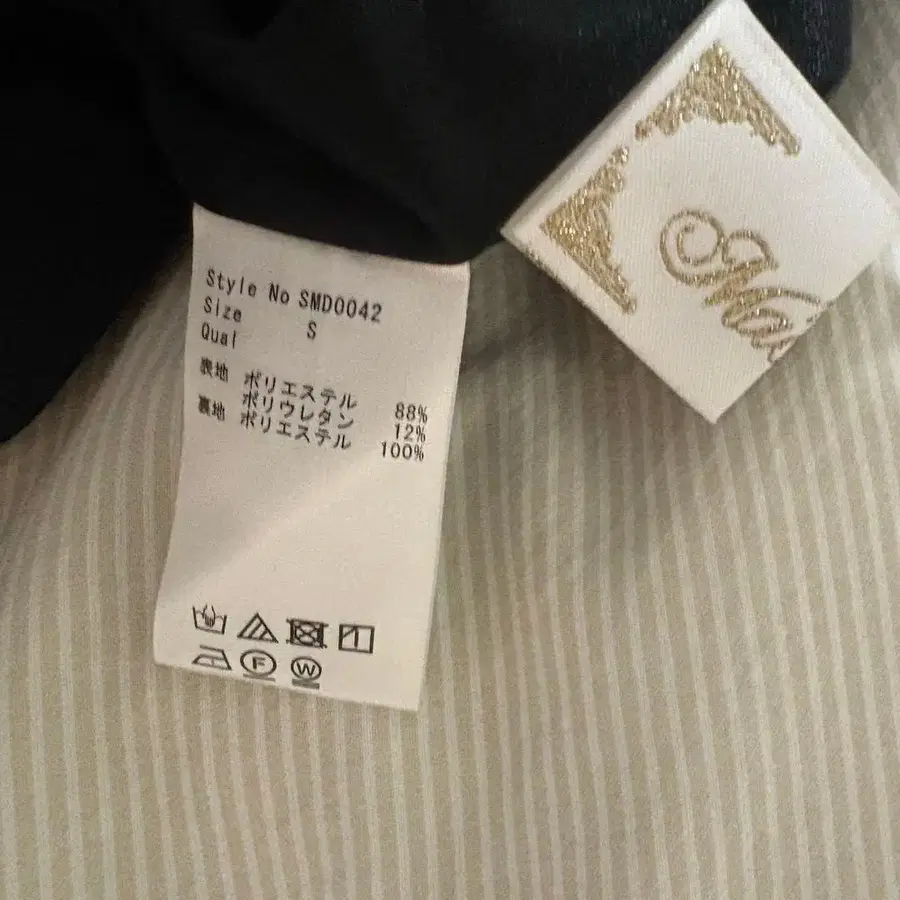 Style No SMD0042
Size S
Qual
表地 ポリエステル 88%
ポリウレタン 12%
裏地 ポリエステル 100%
F W